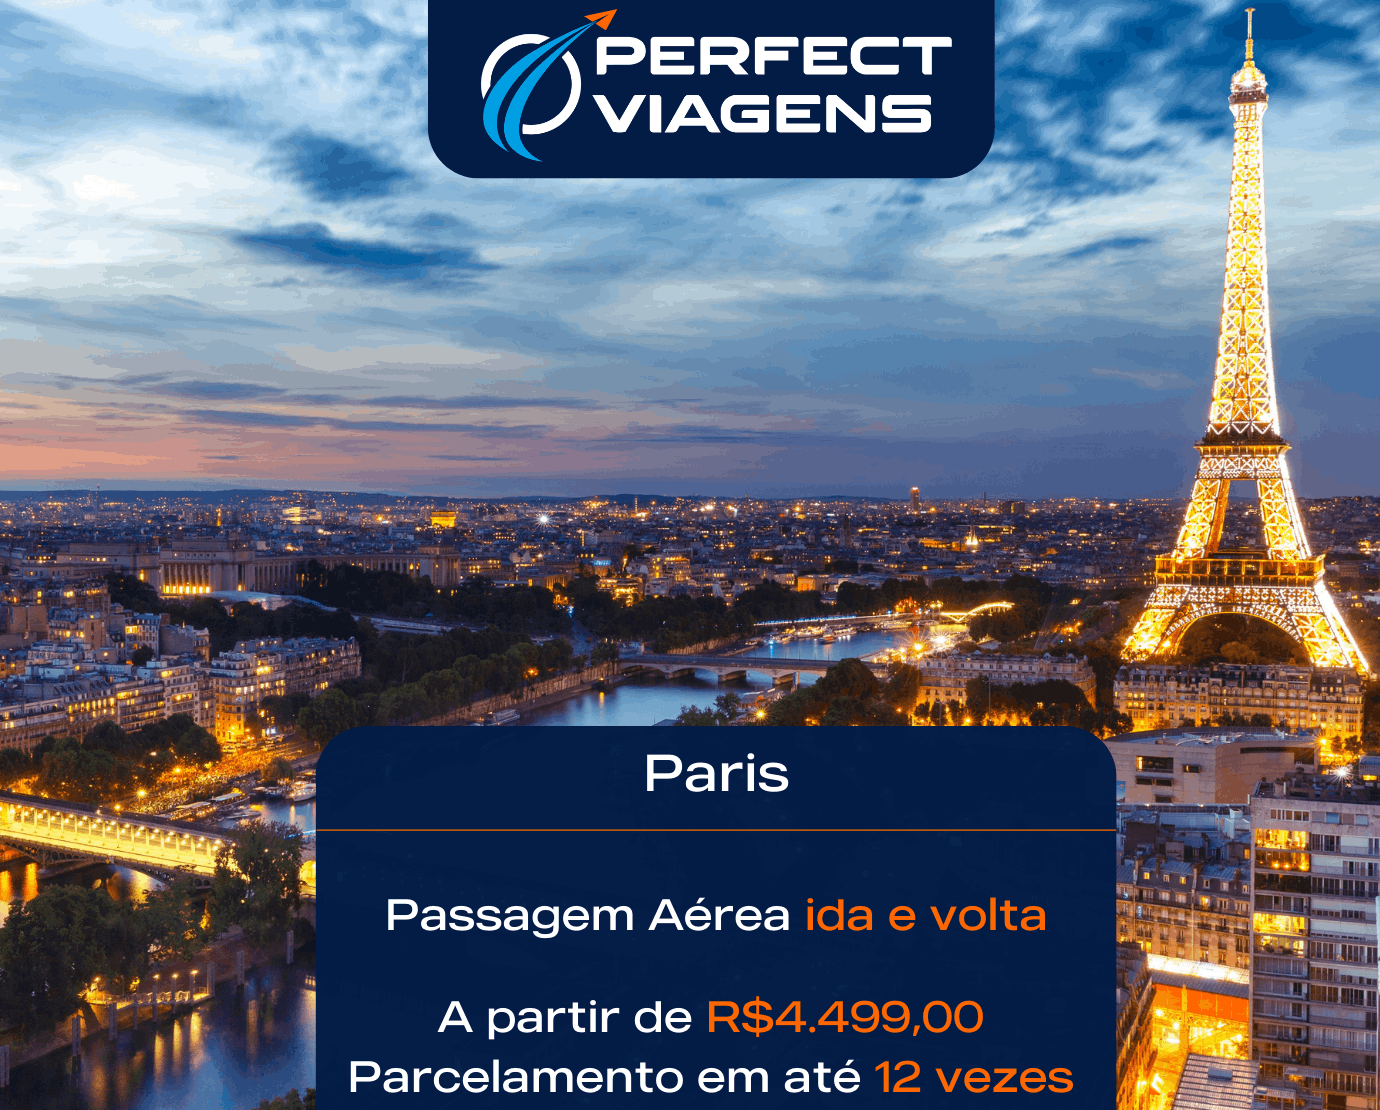 PERFECT
VIAGENS
Paris
Passagem Aérea ida e volta
A partir de R$4.499,00
Parcelamento em até 12 vezes